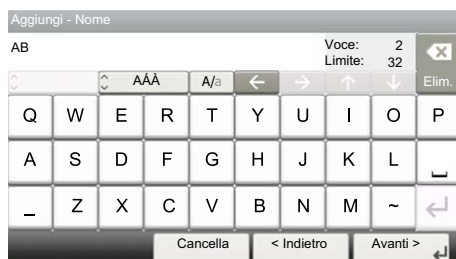 Aggiungi - Nome
AB
Voce: 2
Limite: 32
AÁÀ A/a ← → ↑ ↓ Elim.
Q W E R T Y U I O P
A S D F G H J K L
_ Z X C V B N M ~
Cancella < Indietro Avanti >